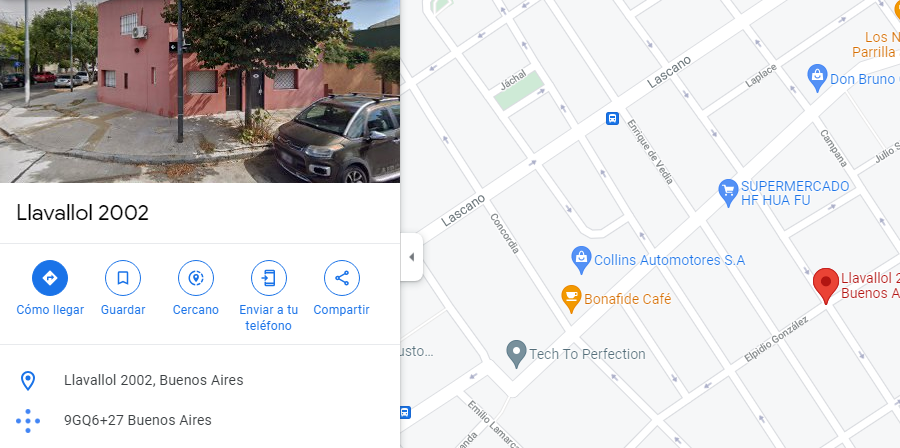 Llavallol 2002
Cómo llegar
Guardar
Cercano
Enviar a tu
teléfono
Compartir
Llavallol 2002, Buenos Aires
9GQ6+27 Buenos Aires
Jáchal
Lascano
Laplace
Los N
Parrilla
Don Bruno
Enrique de Vedia
Campana
Julio S
SUPERMERCADO
HF HUA FU
Lascano
Concordia
Collins Automotores S.A
Bonafide Café
Llavallol 2
Buenos A
Elpidio González
usto...
Tech To Perfection
Emilio Lamarca
anda